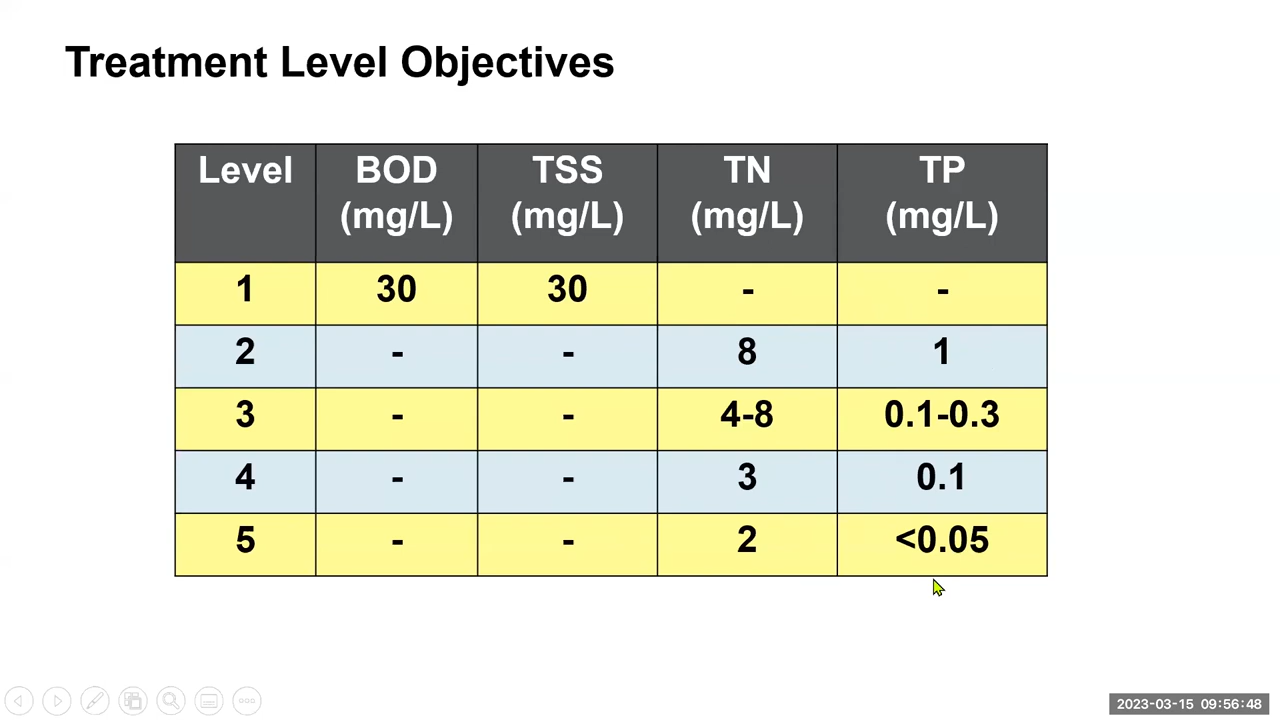 Treatment Level Objectives
Level BOD TSS TN TP
(mg/L) (mg/L) (mg/L) (mg/L)
1 30 30 - -
2 - - 8 1
3 - - 4-8 0.1-0.3
4 - - 3 0.1
5 - - 2 <0.05
2023-03-15 09:56:48